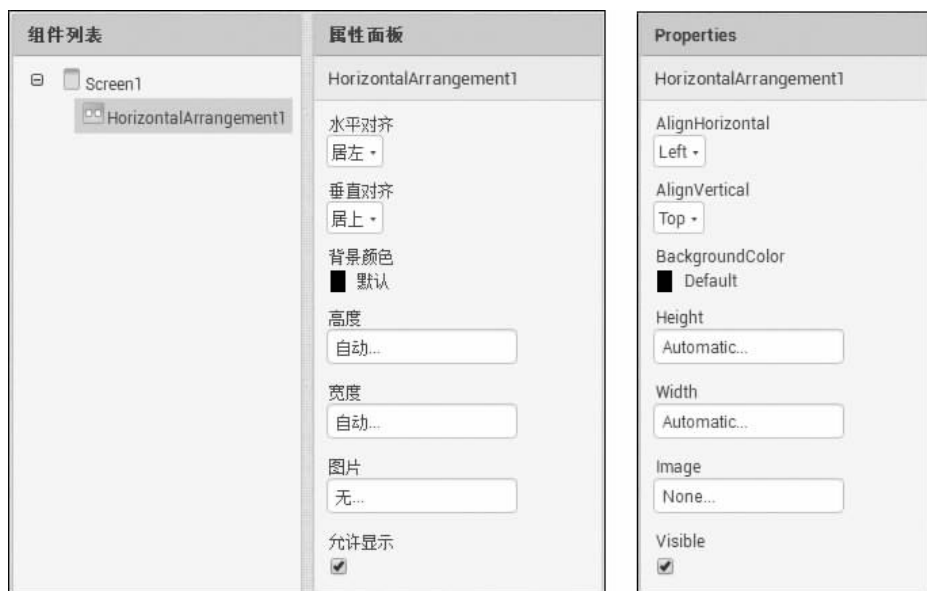 组件列表
Screen1
HorizontalArrangement1
属性面板
HorizontalArrangement1
水平对齐
居左
垂直对齐
居上
背景颜色
默认
高度
自动...
宽度
自动...
图片
无...
允许显示
Properties
HorizontalArrangement1
AlignHorizontal
Left
AlignVertical
Top
BackgroundColor
Default
Height
Automatic...
Width
Automatic...
Image
None...
Visible